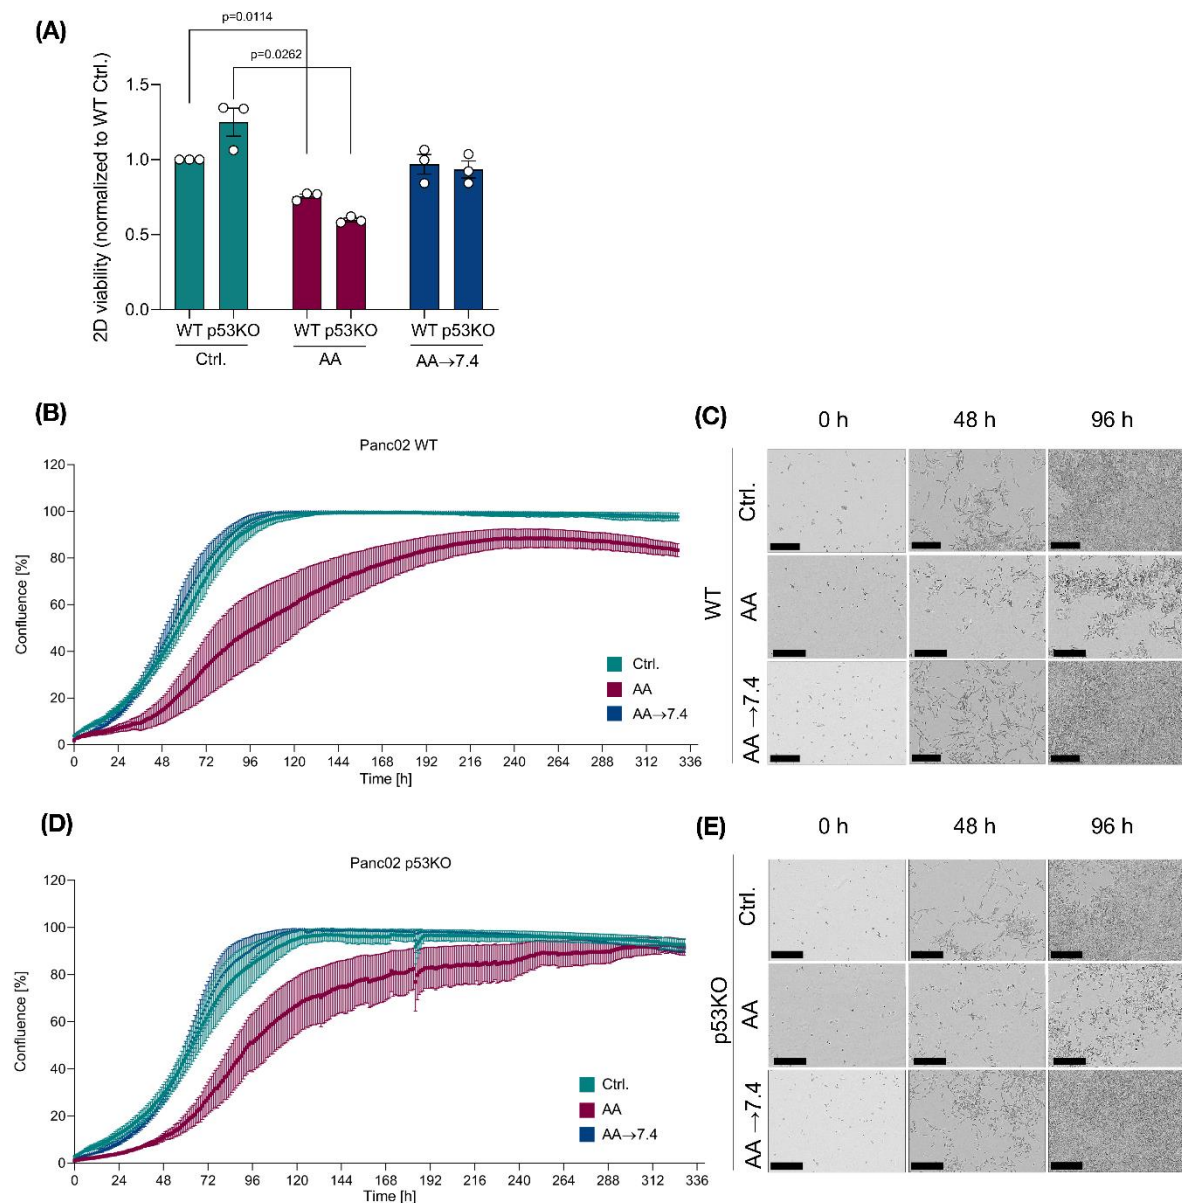 (A)
p=0.0114
p=0.0262
2D viability (normalized to WT Ctrl.)
1.5
1.0
0.5
0.0
WT p53KO WT p53KO WT p53KO
Ctrl. AA AA→7.4
(B)
Panc02 WT
Confluence [%]
120
100
80
60
40
20
0
Ctrl.
AA
AA→7.4
0 24 48 72 96 120 144 168 192 216 240 264 288 312 336
Time [h]
(C)
0 h 48 h 96 h
WT
Ctrl.
AA
AA→7.4
(D)
Panc02 p53KO
Confluence [%]
120
100
80
60
40
20
0
Ctrl.
AA
AA→7.4
0 24 48 72 96 120 144 168 192 216 240 264 288 312 336
Time [h]
(E)
0 h 48 h 96 h
p53KO
Ctrl.
AA
AA→7.4